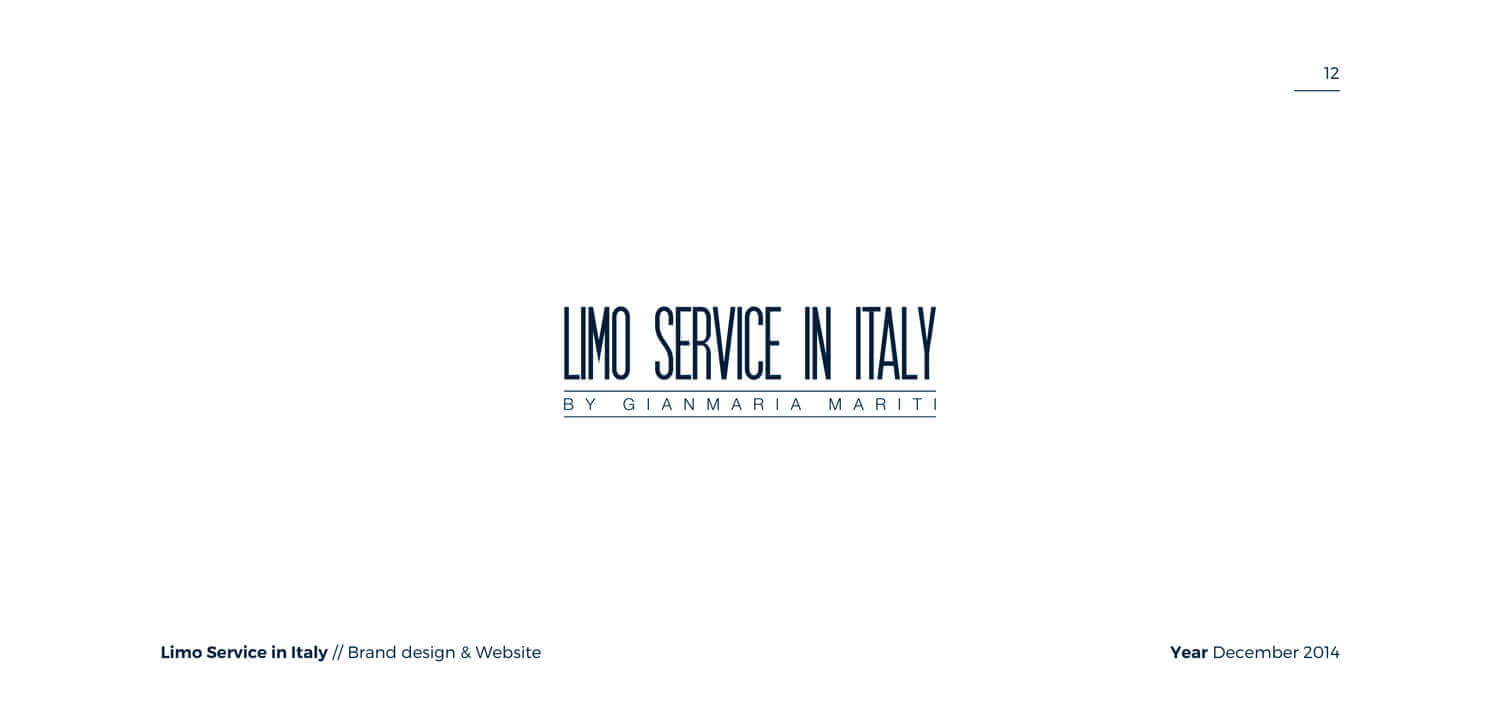 12
LIMO SERVICE IN ITALY
BY GIANMARIA MARITI
Limo Service in Italy // Brand design & Website
Year December 2014